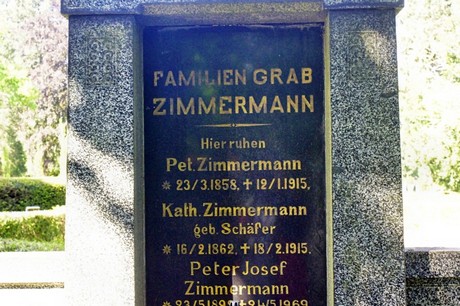 FAMILIEN GRAB
ZIMMERMANN
Hier ruhen
Pet. Zimmermann
✲ 23/3.1858, ✝ 12/1.1915.
Kath. Zimmermann
geb. Schäfer
✲ 16/2.1862, ✝ 18/2.1915.
Peter Josef
Zimmermann